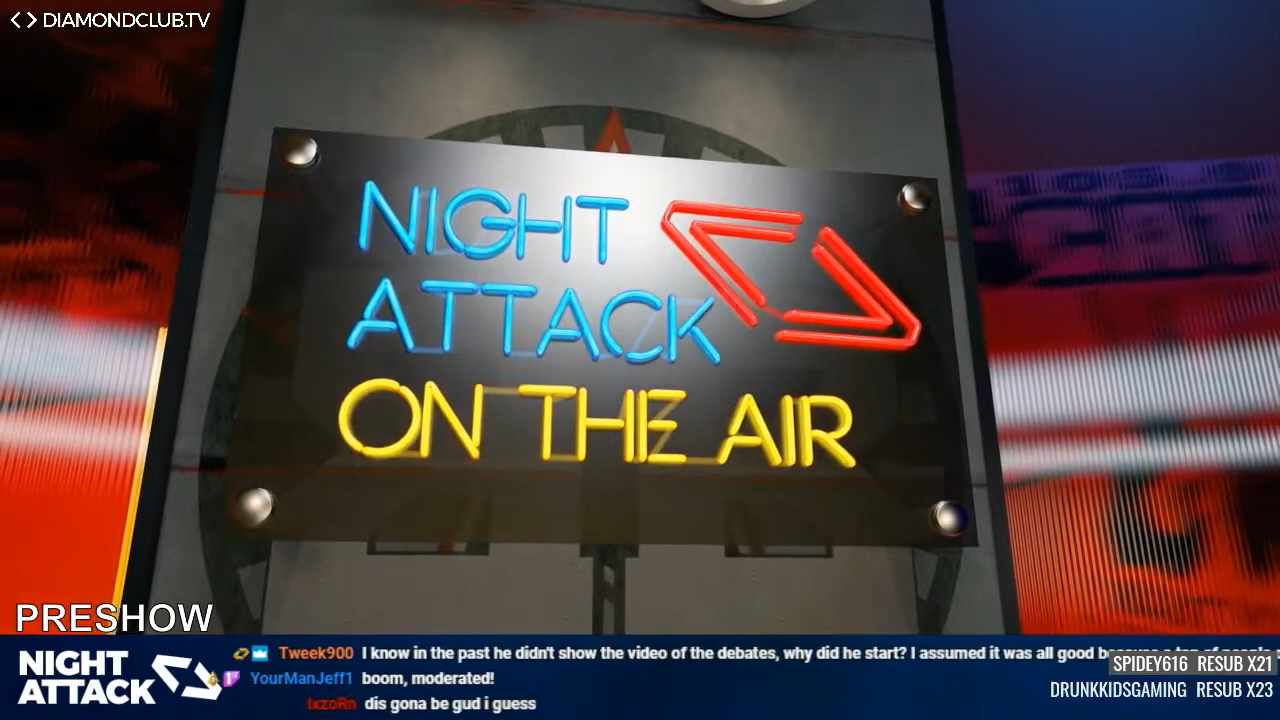 <> DIAMONDCLUB.TV
NIGHT
ATTACK
ON THE AIR
PRESHOW
NIGHT
ATTACK
Tweek900 I know in the past he didn't show the video of the debates, why did he start? I assumed it was all good
SPIDEY616 RESUB X21
YourManJeff1 boom, moderated!
DRUNKKIDSGAMING RESUB X23
IxzoRn dis gona be gud i guess